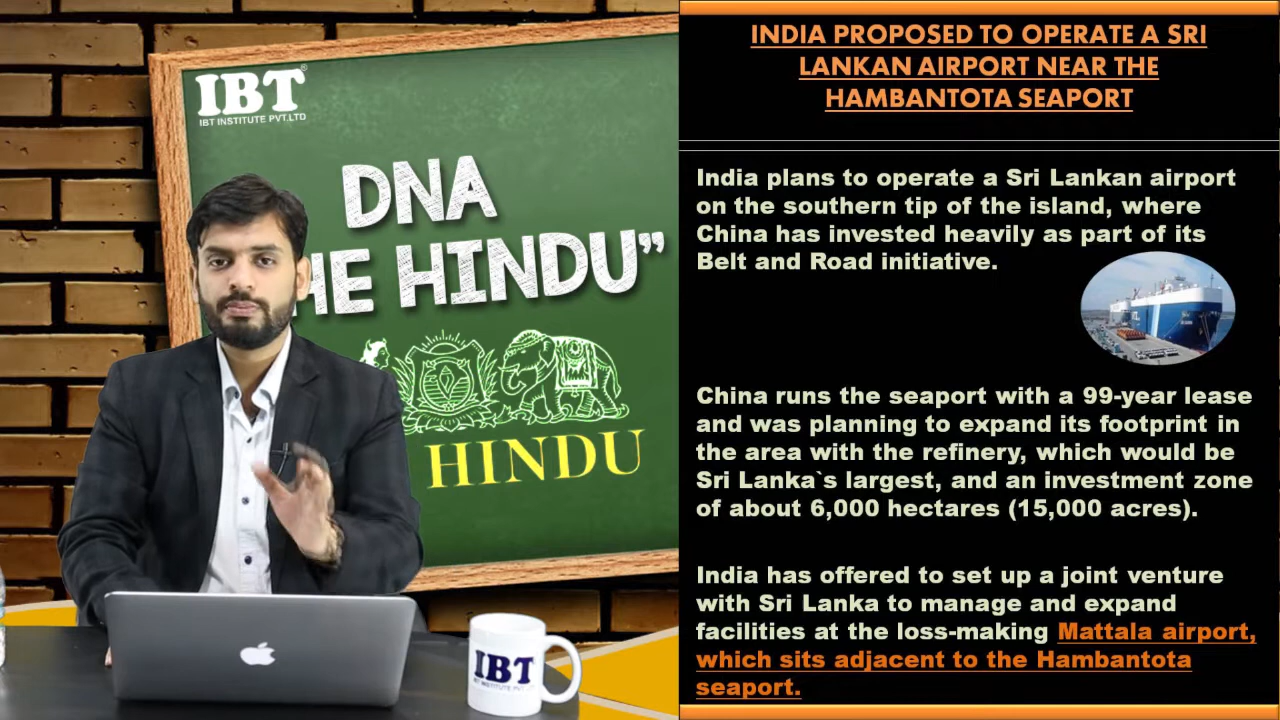 IBT®
IBT INSTITUTE PVT.LTD
DNA
HE HINDU”
HINDU
IBT
IBT INSTITUTE PVT
INDIA PROPOSED TO OPERATE A SRI
LANKAN AIRPORT NEAR THE
HAMBANTOTA SEAPORT
India plans to operate a Sri Lankan airport
on the southern tip of the island, where
China has invested heavily as part of its
Belt and Road initiative.
China runs the seaport with a 99-year lease
and was planning to expand its footprint in
the area with the refinery, which would be
Sri Lanka`s largest, and an investment zone
of about 6,000 hectares (15,000 acres).
India has offered to set up a joint venture
with Sri Lanka to manage and expand
facilities at the loss-making Mattala airport,
which sits adjacent to the Hambantota
seaport.